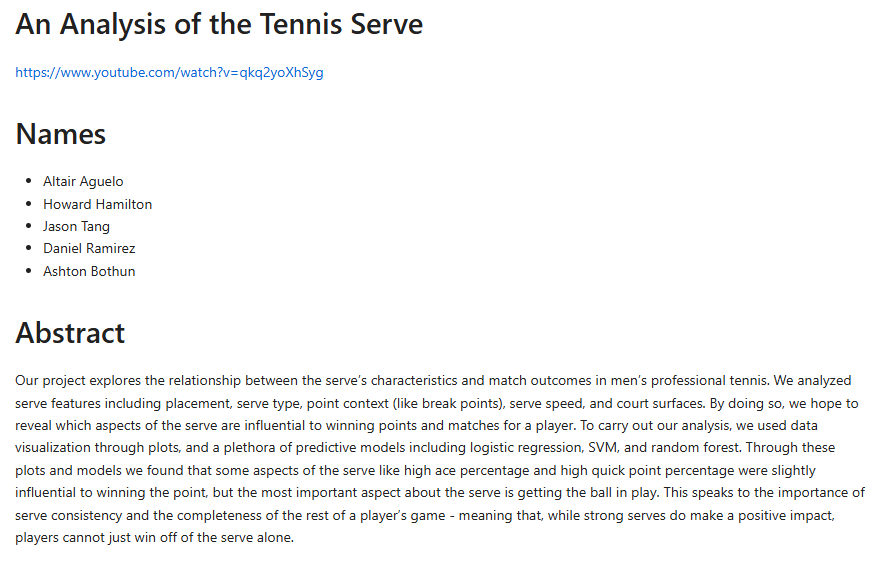 An Analysis of the Tennis Serve
https://www.youtube.com/watch?v=qkq2yoXhSyg
Names
• Altair Aguelo
• Howard Hamilton
• Jason Tang
• Daniel Ramirez
• Ashton Bothun
Abstract
Our project explores the relationship between the serve’s characteristics and match outcomes in men’s professional tennis. We analyzed
serve features including placement, serve type, point context (like break points), serve speed, and court surfaces. By doing so, we hope to
reveal which aspects of the serve are influential to winning points and matches for a player. To carry out our analysis, we used data
visualization through plots, and a plethora of predictive models including logistic regression, SVM, and random forest. Through these
plots and models we found that some aspects of the serve like high ace percentage and high quick point percentage were slightly
influential to winning the point, but the most important aspect about the serve is getting the ball in play. This speaks to the importance of
serve consistency and the completeness of the rest of a player’s game - meaning that, while strong serves do make a positive impact,
players cannot just win off of the serve alone.